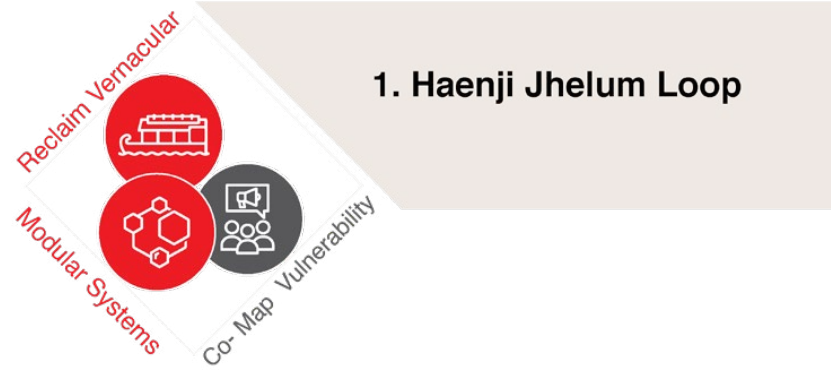 Reclaim Vernacular
1. Haenji Jhelum Loop
Modular Systems
Co- Map Vulnerability